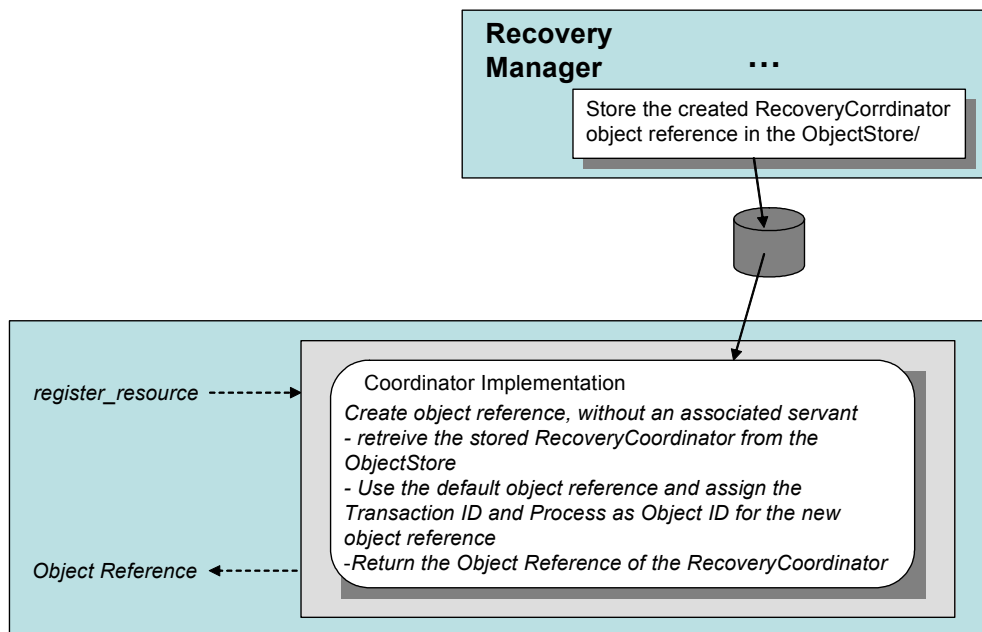 Recovery
Manager
...
Store the created RecoveryCorrdinator
object reference in the ObjectStore/
register_resource
Coordinator Implementation
Create object reference, without an associated servant
- retreive the stored RecoveryCoordinator from the
ObjectStore
- Use the default object reference and assign the
Transaction ID and Process as Object ID for the new
object reference
-Return the Object Reference of the RecoveryCoordinator
Object Reference